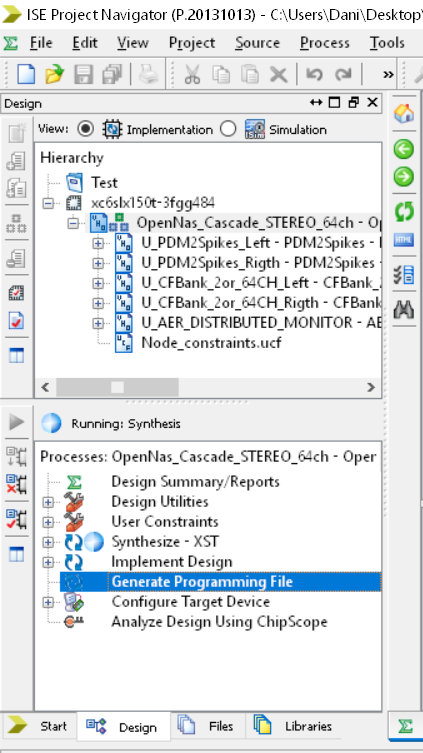 ISE Project Navigator (P.20131013) - C:\Users\Dani\Desktop\
File Edit View Project Source Process Tools
»
Design
View: Implementation Simulation
Hierarchy
Test
xc6slx150t-3fgg484
OpenNas_Cascade_STEREO_64ch - Op
U_PDM2Spikes_Left - PDM2Spikes -
U_PDM2Spikes_Rigth - PDM2Spikes
U_CFBank_2or_64CH_Left - CFBank_
U_CFBank_2or_64CH_Rigth - CFBank
U_AER_DISTRIBUTED_MONITOR - AE
Node_constraints.ucf
Running: Synthesis
Processes: OpenNas_Cascade_STEREO_64ch - Oper
Design Summary/Reports
Design Utilities
User Constraints
Synthesize - XST
Implement Design
Generate Programming File
Configure Target Device
Analyze Design Using ChipScope
Start Design Files Libraries